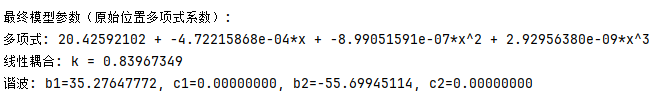 最终模型参数（原始位置多项式系数）：
多项式: 20.42592102 + -4.72215868e-04*x + -8.99051591e-07*x^2 + 2.92956380e-09*x^3
线性耦合: k = 0.83967349
谐波: b1=35.27647772, c1=0.00000000, b2=-55.69945114, c2=0.00000000